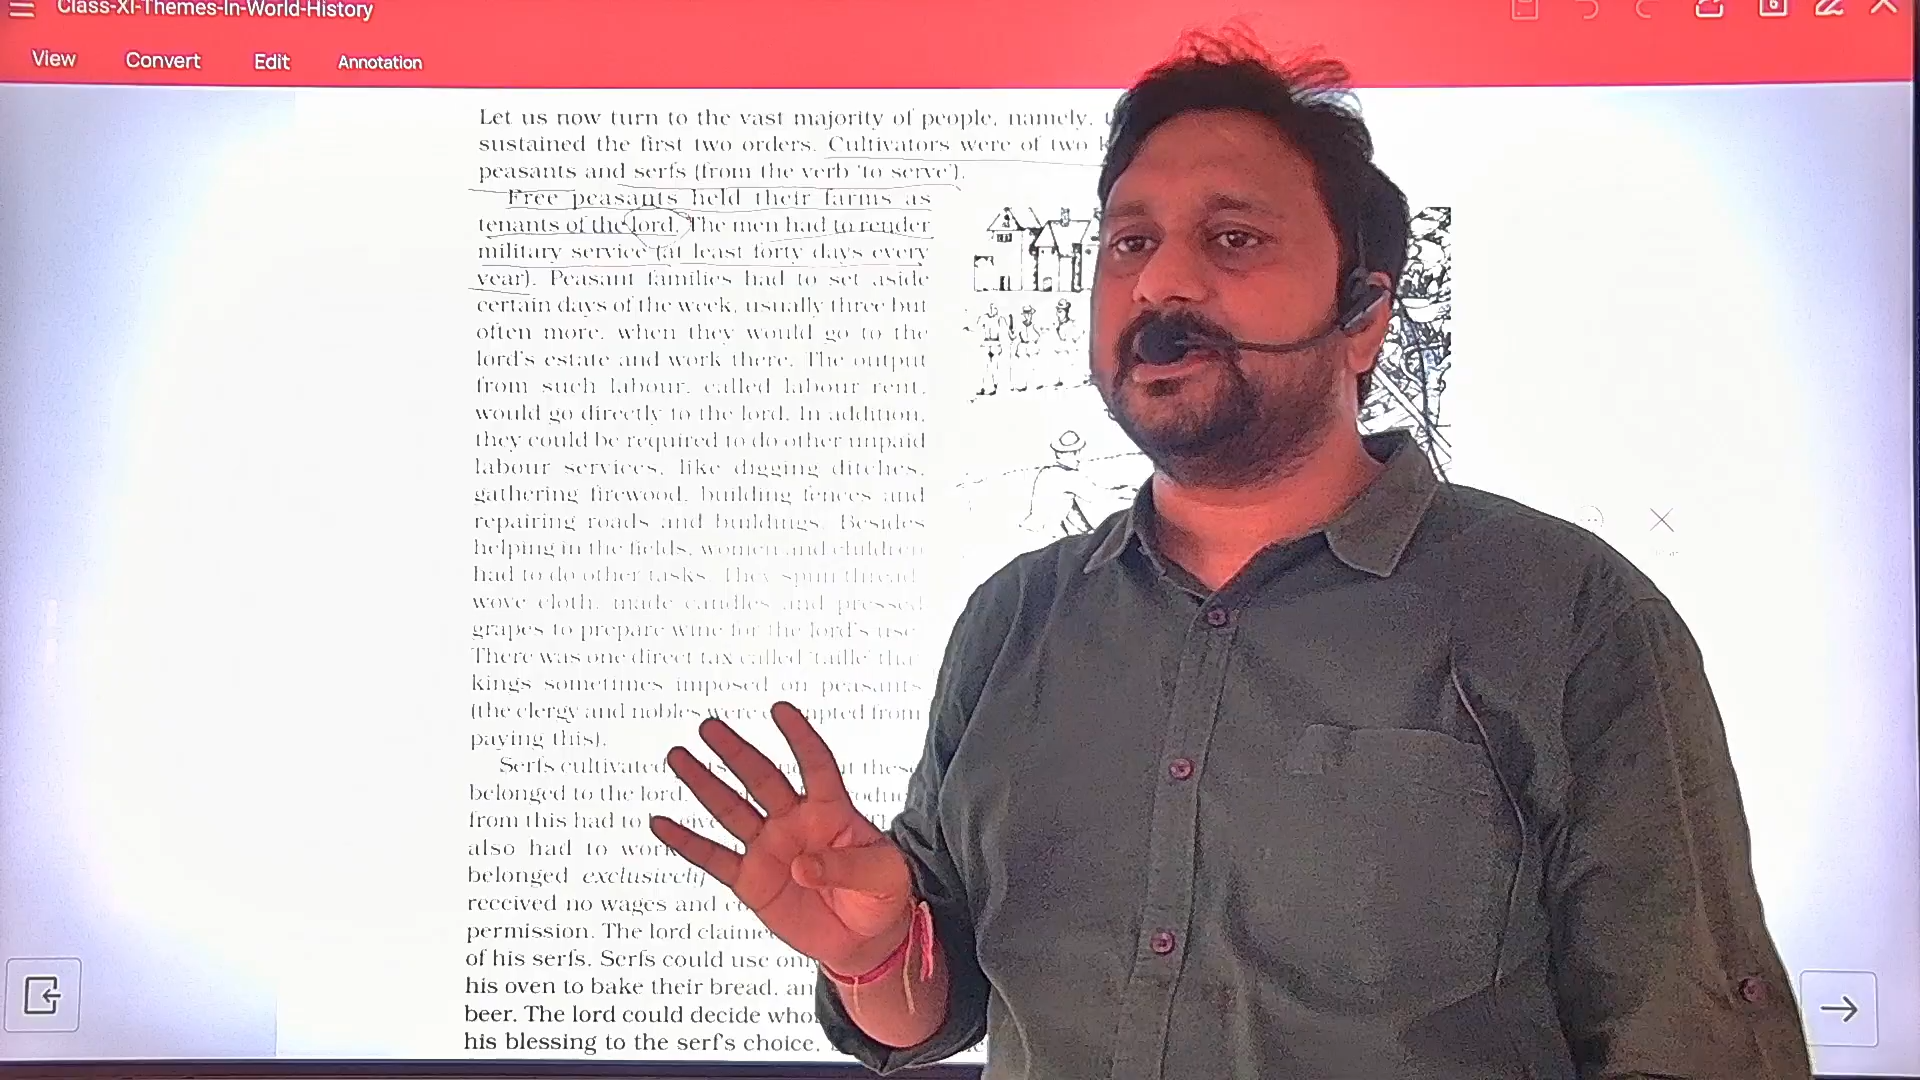 Class-XI-Themes-In-World-History
View Convert Edit Annotation
Let us now turn to the vast majority of people, namely,
sustained the first two orders. Cultivators were of two
peasants and serfs (from the verb 'to serve').
Free peasants held their farms as
tenants of the lord. The men had to render
military service (at least forty days every
year). Peasant families had to set aside
certain days of the week, usually three but
often more, when they would go to the
lord's estate and work there. The output
from such labour, called labour rent,
would go directly to the lord. In addition,
they could be required to do other unpaid
labour services, like digging ditches,
gathering firewood, building fences and
repairing roads and buildings. Besides
helping in the fields, women and children
had to do other tasks. They spun thread,
wove cloth, made candles and pressed
grapes to prepare wine for the lord's use.
There was one direct tax called 'taille' that
kings sometimes imposed on peasants
(the clergy and nobles were from
paying this).
Serfs cultivated these
belonged to the lord.
from this had to
also had to work
belonged exclusively
received no wages and
permission. The lord claimed
of his serfs. Serfs could use only
his oven to bake their bread, and
beer. The lord could decide
his blessing to the serf's choice,